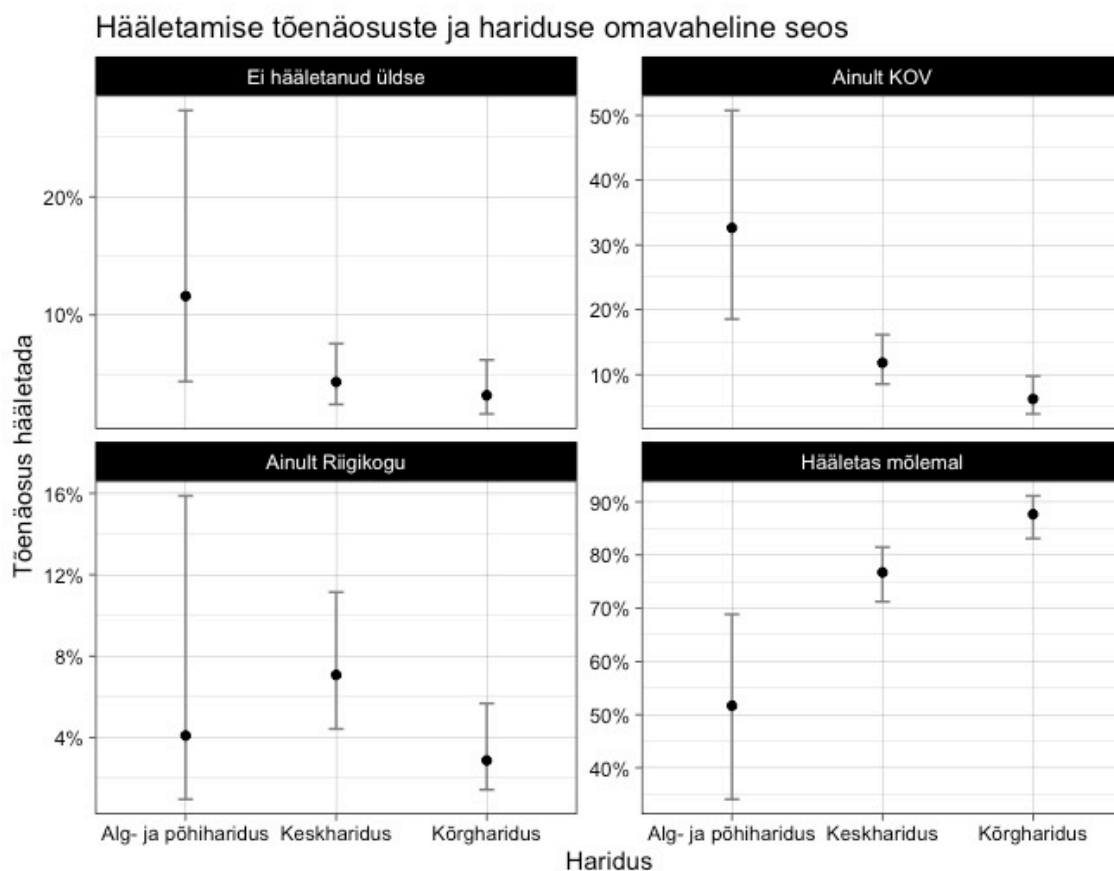 Hääletamise tõenäosuste ja hariduse omavaheline seos
Ei hääletanud üldse
Ainult KOV
20%
10%
50%
40%
30%
20%
10%
Tõenäosus hääletada
Ainult Riigikogu
Hääletas mõlemal
16%
12%
8%
4%
90%
80%
70%
60%
50%
40%
Alg- ja põhiharidus Keskharidus Kõrgharidus
Alg- ja põhiharidus Keskharidus Kõrgharidus
Haridus